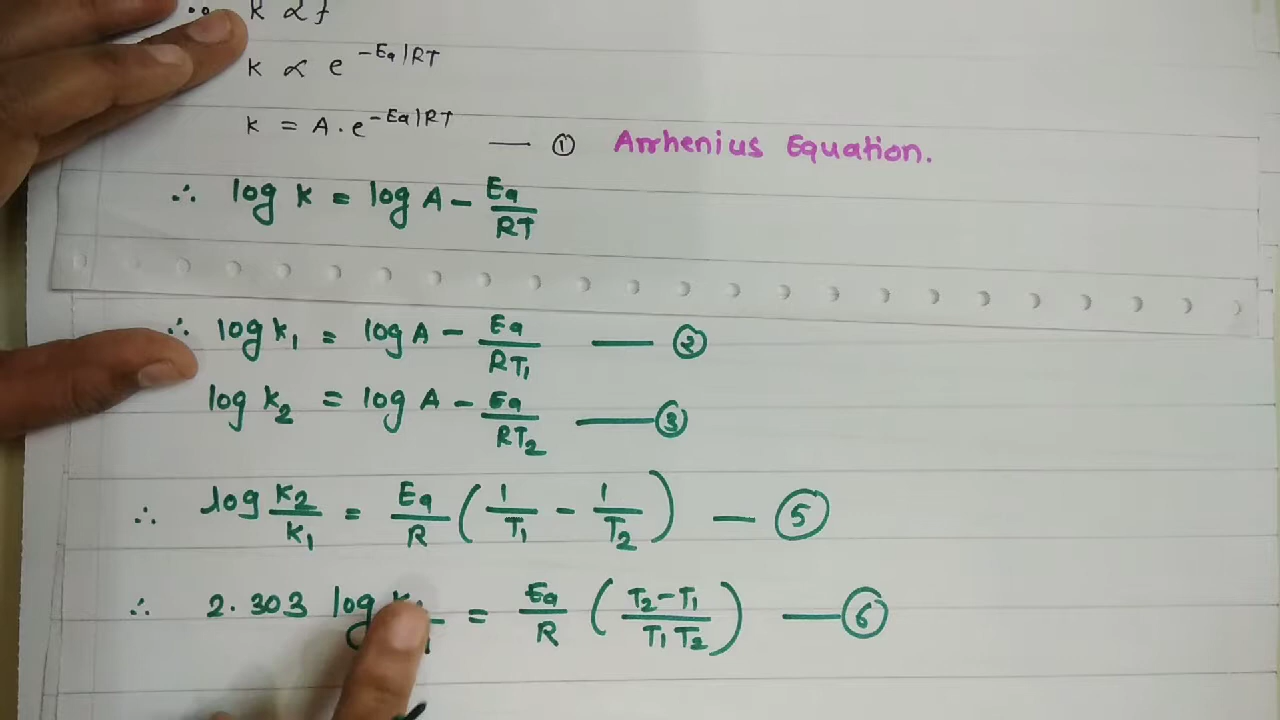 ∴ k ∝ f
k ∝ e^-Ea/RT
k = A . e^-Ea/RT — ① Arrhenius Equation.
∴ log k = log A - Ea/RT
∴ log k₁ = log A - Ea/RT₁ — ②
log k₂ = log A - Ea/RT₂ — ③
∴ log k₂/k₁ = Ea/R (1/T₁ - 1/T₂) — ⑤
∴ 2.303 log = Ea/R (T₂-T₁/T₁T₂) — ⑥